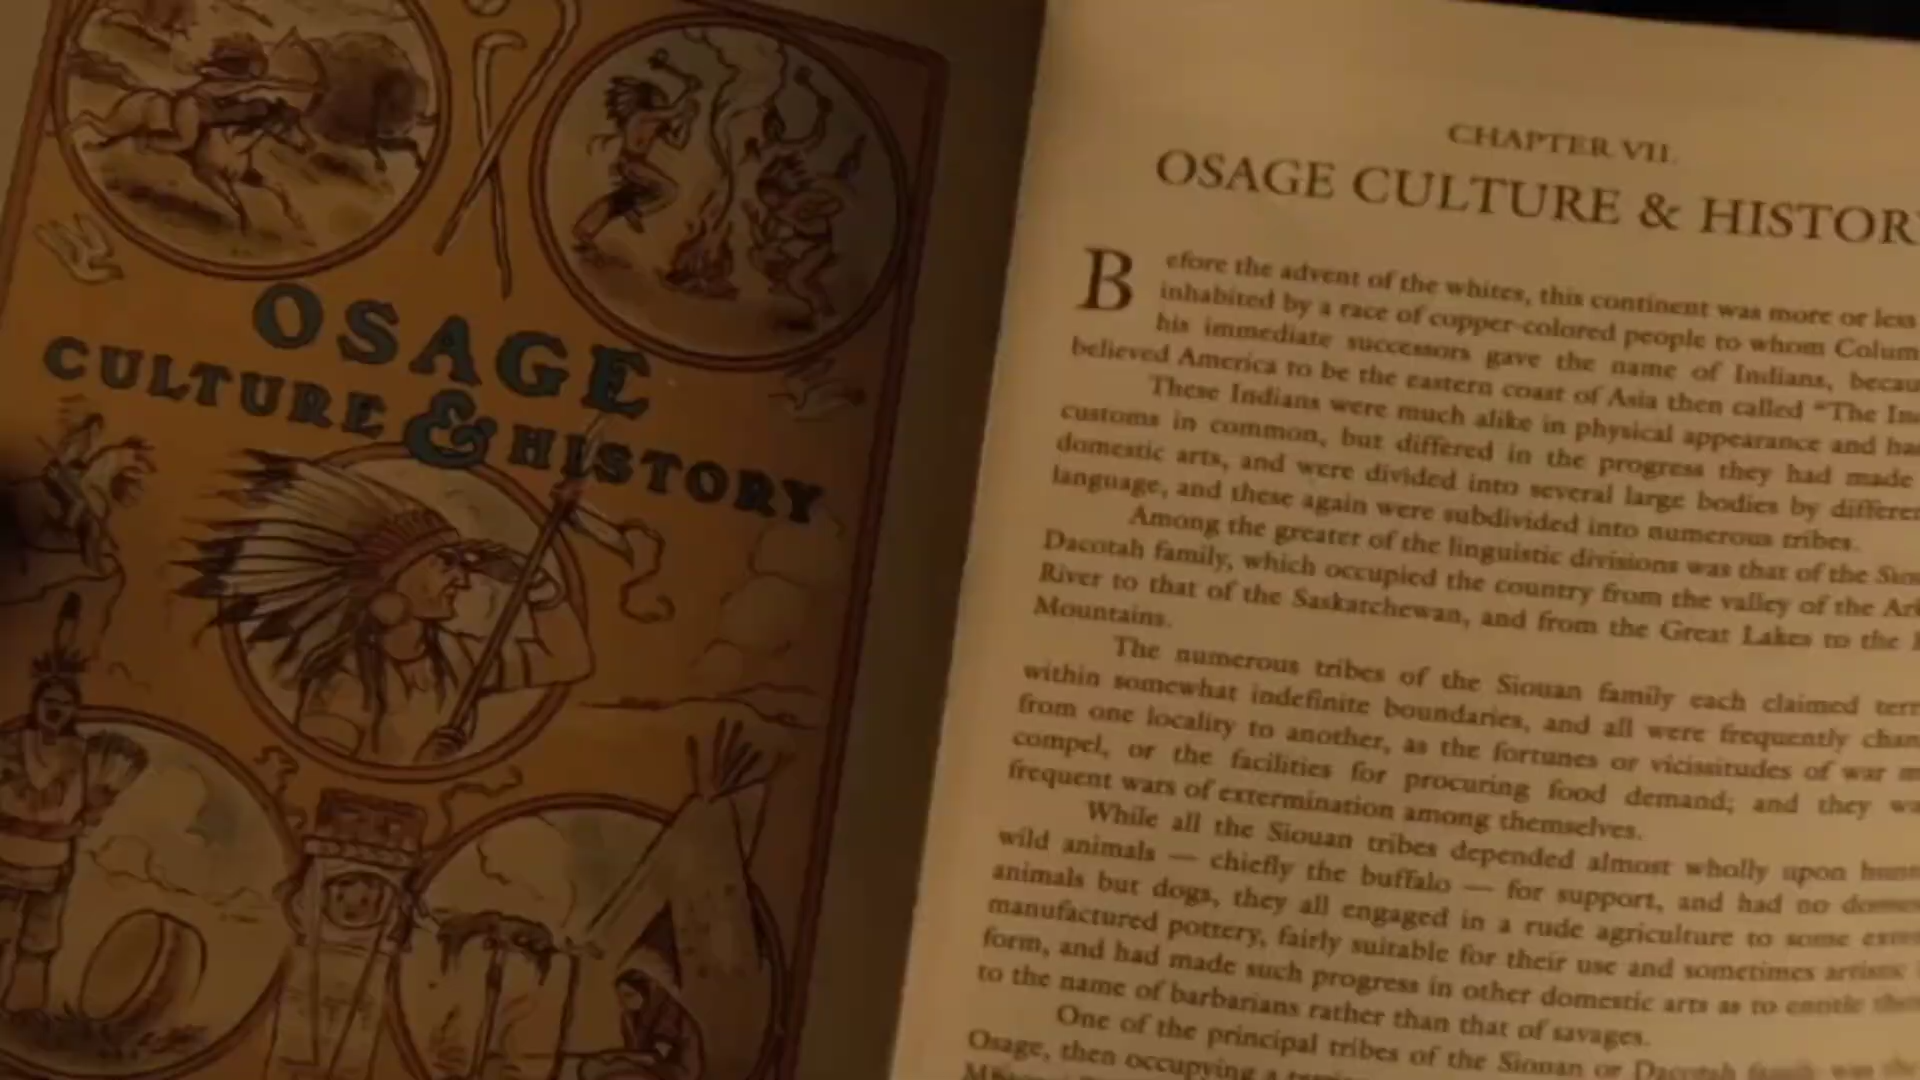 OSAGE
CULTURE & HISTORY
CHAPTER VII.
OSAGE CULTURE & HISTOR
Before the advent of the whites, this continent was more or less
inhabited by a race of copper-colored people to whom Colum
his immediate successors gave the name of Indians, becau
believed America to be the eastern coast of Asia then called "The In
These Indians were much alike in physical appearance and ha
customs in common, but differed in the progress they had made
domestic arts, and were divided into several large bodies by differe
language, and these again were subdivided into numerous tribes.
Among the greater of the linguistic divisions was that of the
Dacotah family, which occupied the country from the valley of the
River to that of the Saskatchewan, and from the Great Lakes to the
Mountains.
The numerous tribes of the Siouan family each claimed terr
within somewhat indefinite boundaries, and all were frequently chan
from one locality to another, as the fortunes or vicissitudes of war
compel, or the facilities for procuring food demand; and they
frequent wars of extermination among themselves.
While all the Siouan tribes depended almost wholly upon
wild animals — chiefly the buffalo — for support, and had no
animals but dogs, they all engaged in a rude agriculture to some
manufactured pottery, fairly suitable for their use and sometimes
form, and had made such progress in other domestic arts as to
to the name of barbarians rather than that of savages.
One of the principal tribes of the Siouan or Dacotah family was the
Osage, then occupying a